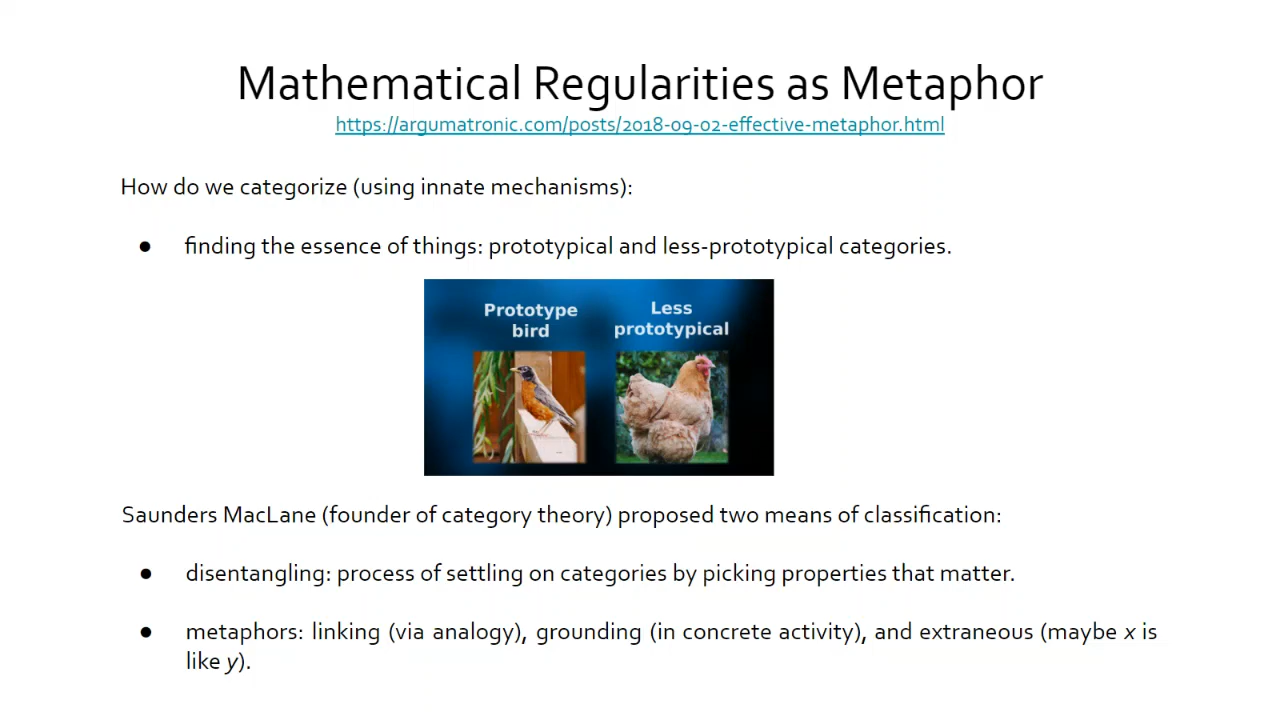 Mathematical Regularities as Metaphor
https://argumatronic.com/posts/2018-09-02-effective-metaphor.html
How do we categorize (using innate mechanisms):
● finding the essence of things: prototypical and less-prototypical categories.
Prototype
bird
Less
prototypical
Saunders MacLane (founder of category theory) proposed two means of classification:
● disentangling: process of settling on categories by picking properties that matter.
● metaphors: linking (via analogy), grounding (in concrete activity), and extraneous (maybe x is
like y).